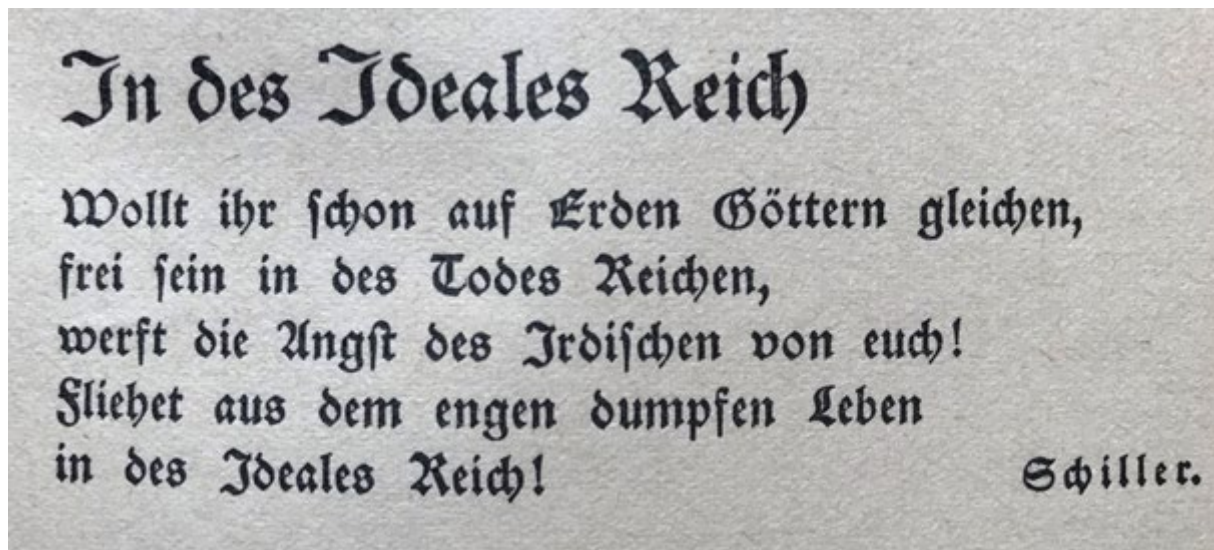 In des Ideales Reich
Wollt ihr ſchon auf Erden Göttern gleichen,
frei ſein in des Todes Reichen,
werft die Angſt des Irdiſchen von euch!
Fliehet aus dem engen dumpfen Leben
in des Ideales Reich! Schiller.